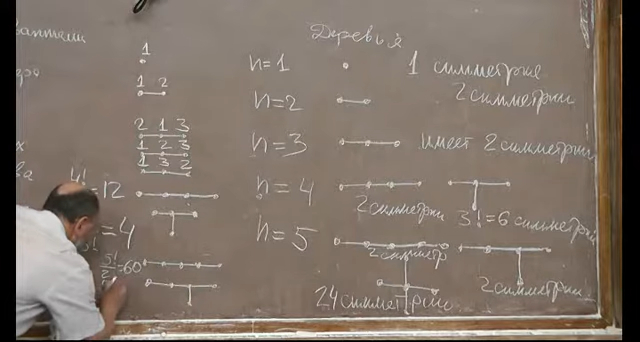 Деревья
1
n=1
1 симметрия
1 2
n=2
2 симметрии
2 1 3
1 2 3
1 3 2
n=3
имеет 2 симметрии
4!
=12
n=4
2 симметрии
3!=6 симметрий
=4
n=5
2 симметр
5!/2=60
24 симметрии
2 симметрии